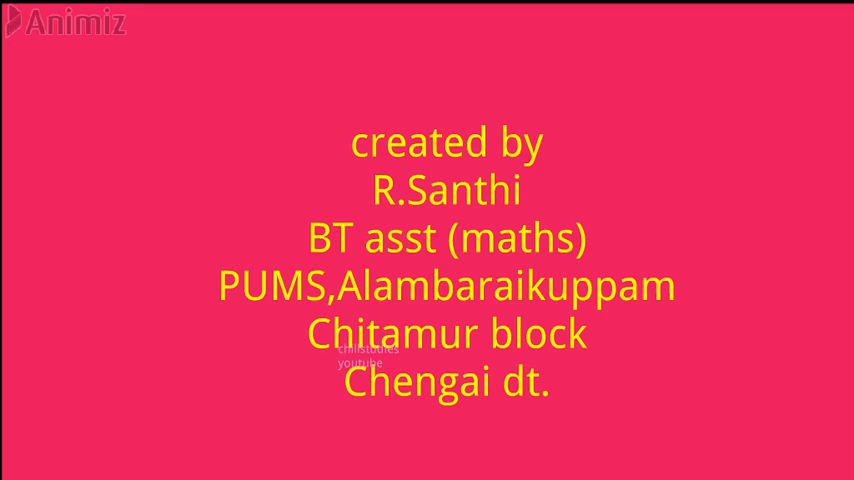 Animiz
created by
R.Santhi
BT asst (maths)
PUMS,Alambaraikuppam
Chitamur block
chillstudies
youtube
Chengai dt.